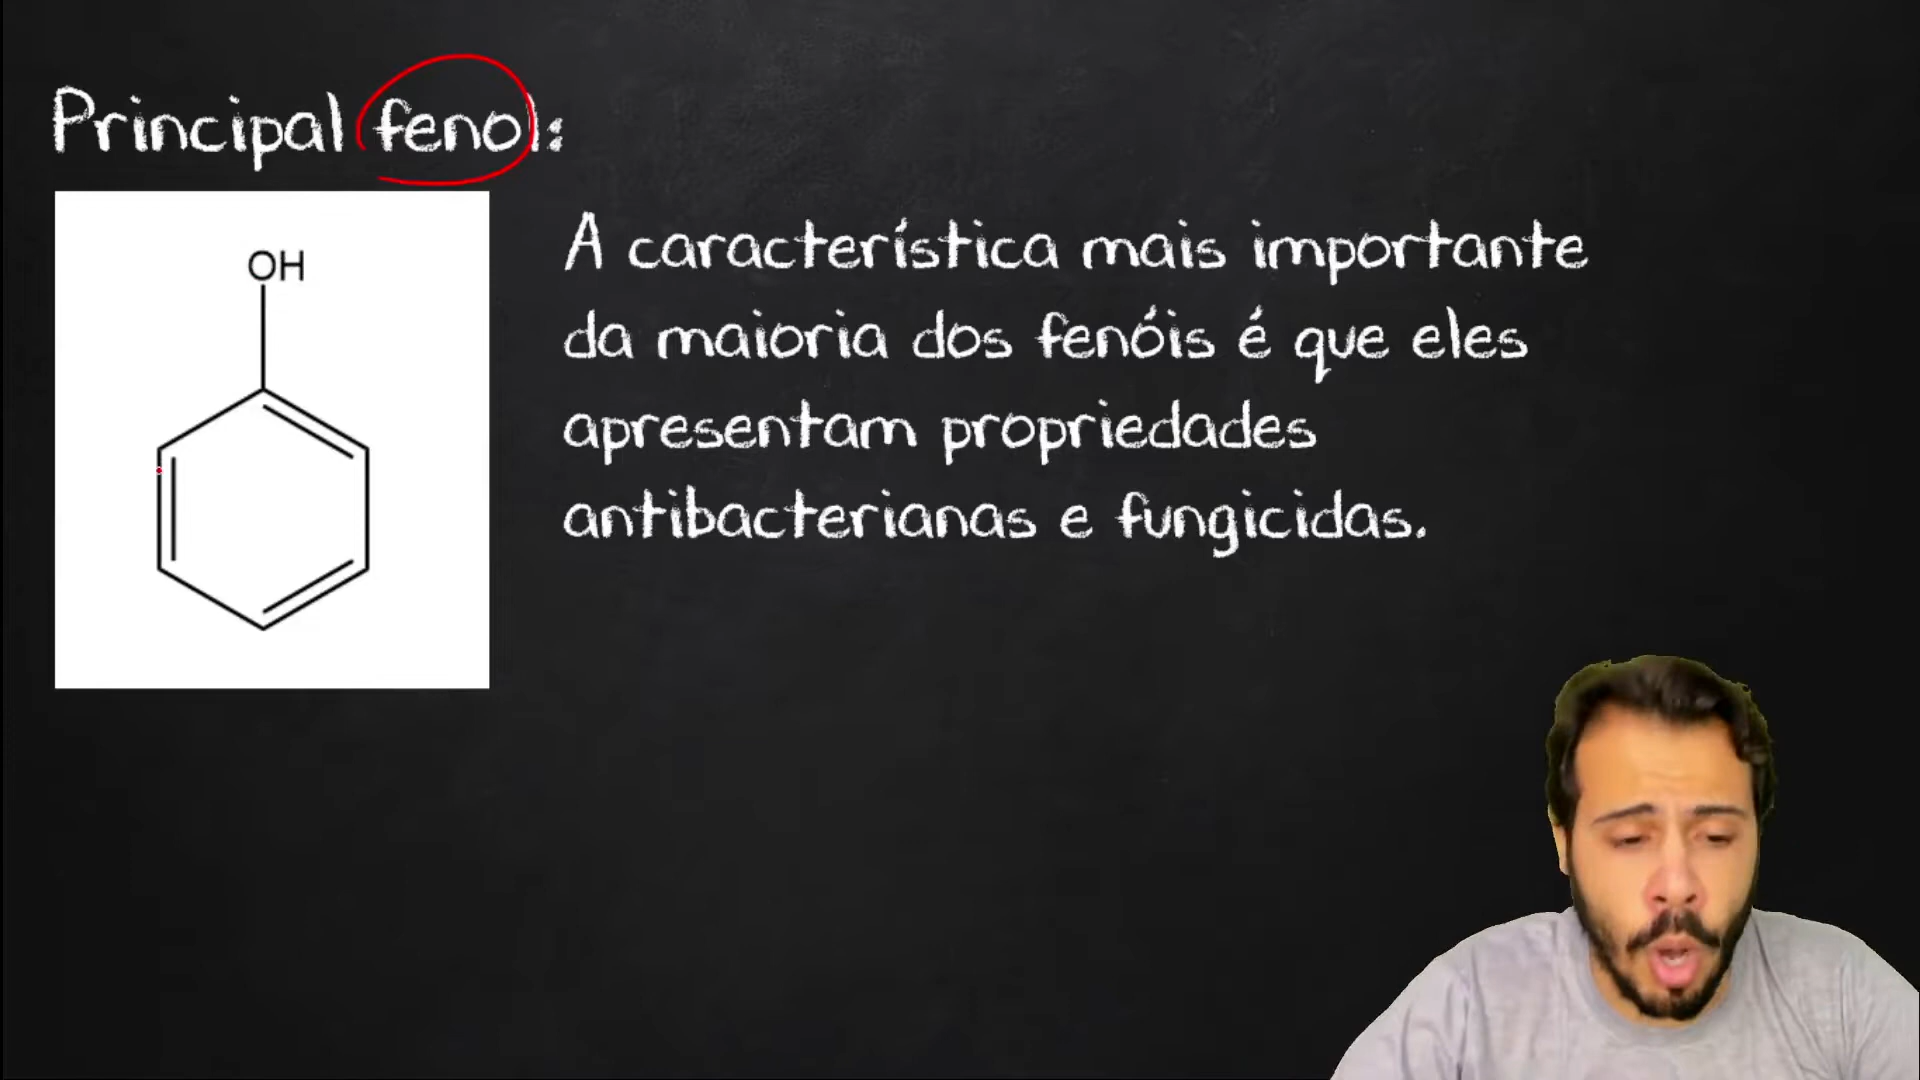 Principal fenol:
OH
A característica mais importante
da maioria dos fenóis é que eles
apresentam propriedades
antibacterianas e fungicidas.